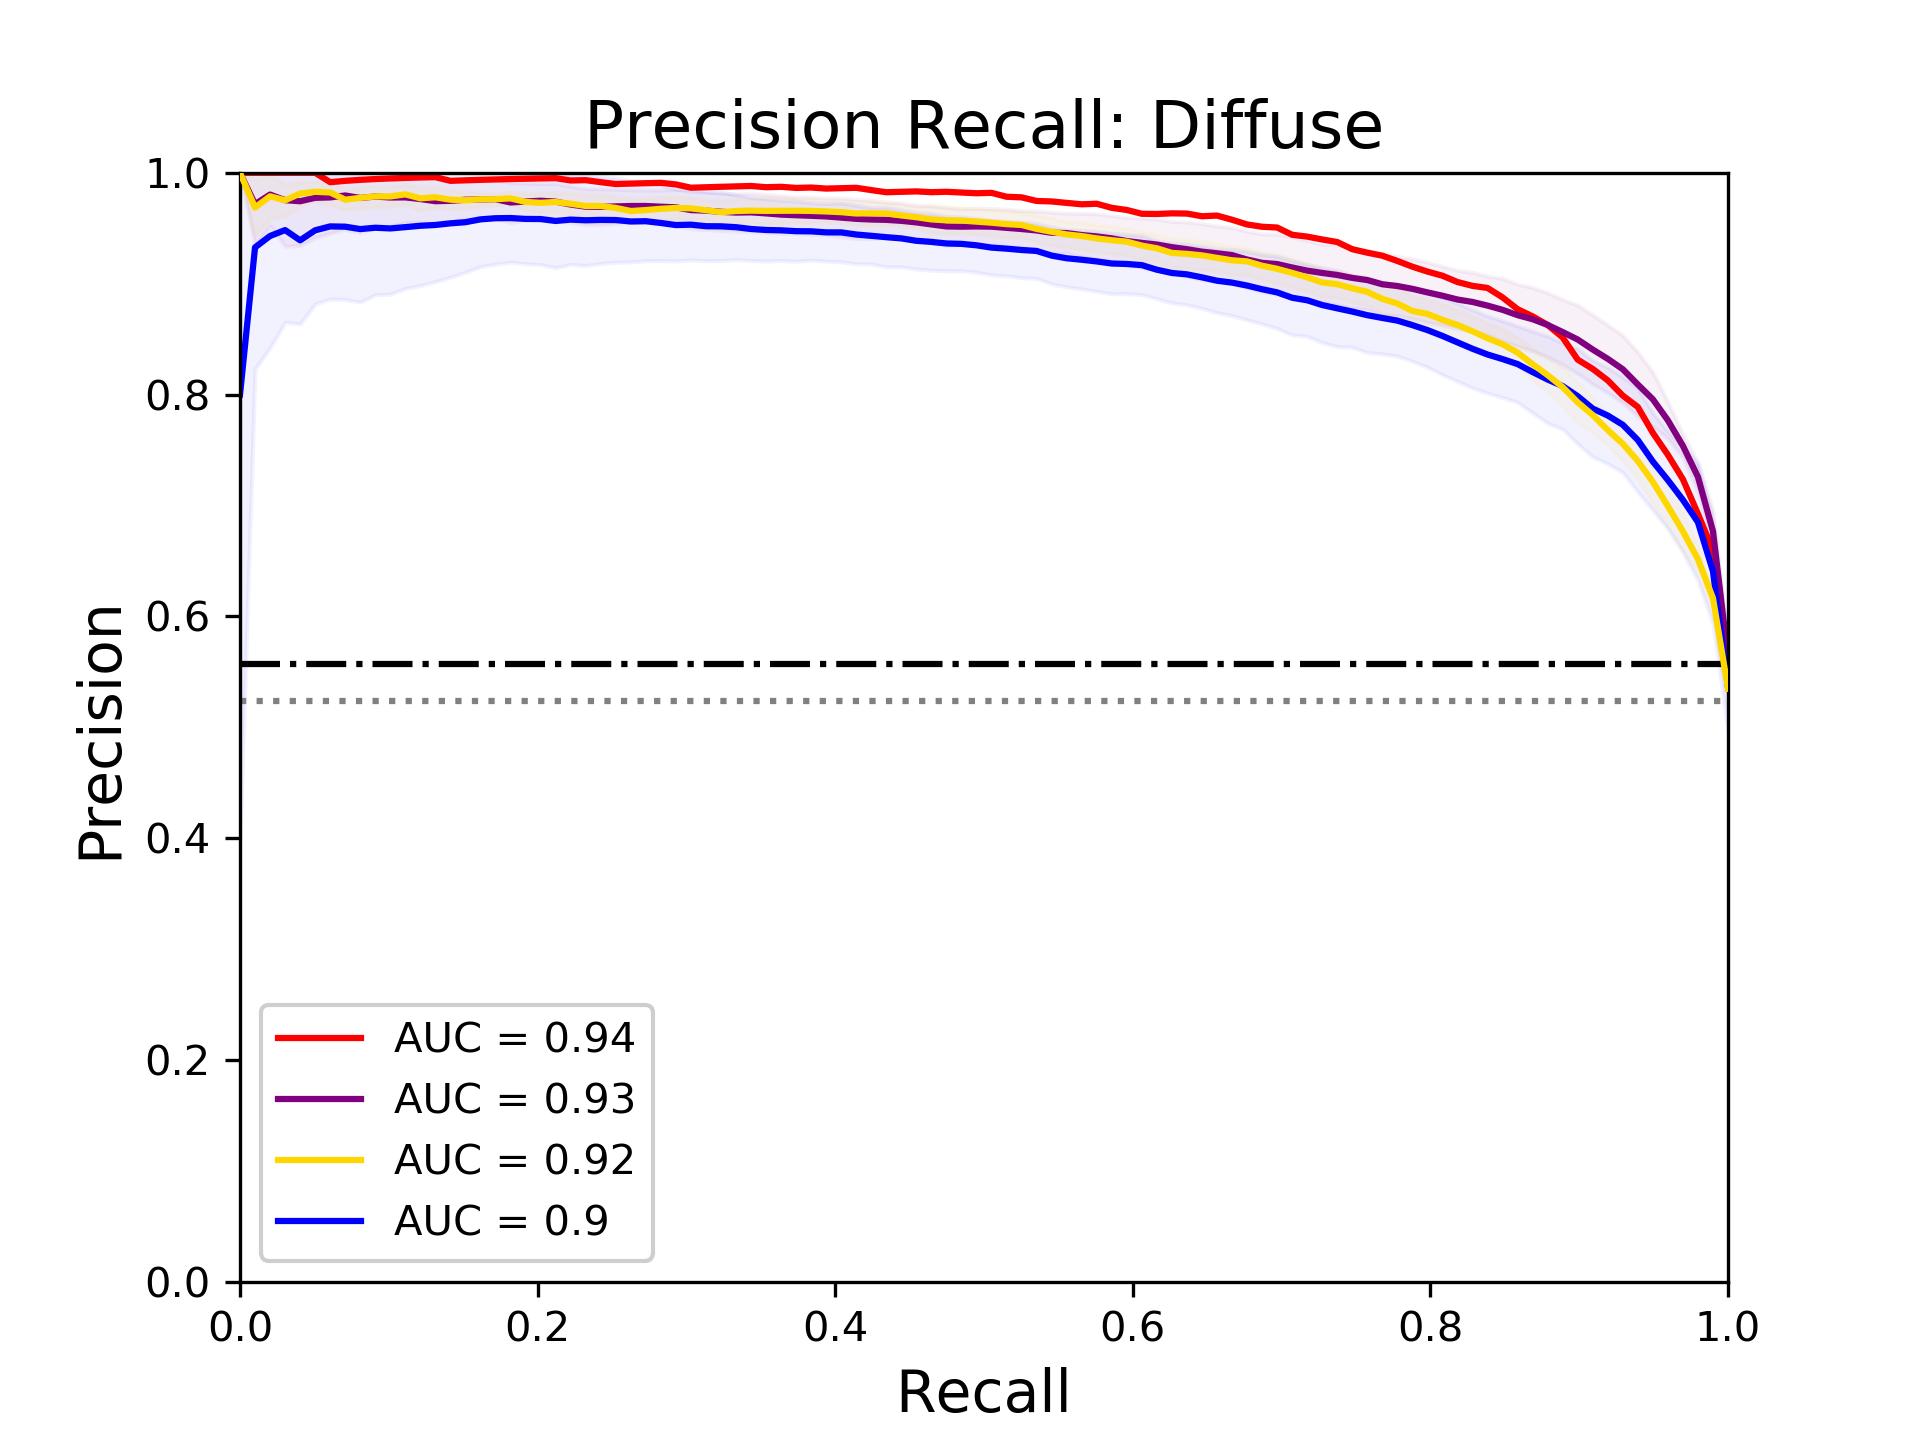 Precision Recall: Diffuse
1.0
0.8
0.6
0.4
0.2
0.0
Precision
AUC = 0.94
AUC = 0.93
AUC = 0.92
AUC = 0.9
0.0 0.2 0.4 0.6 0.8 1.0
Recall